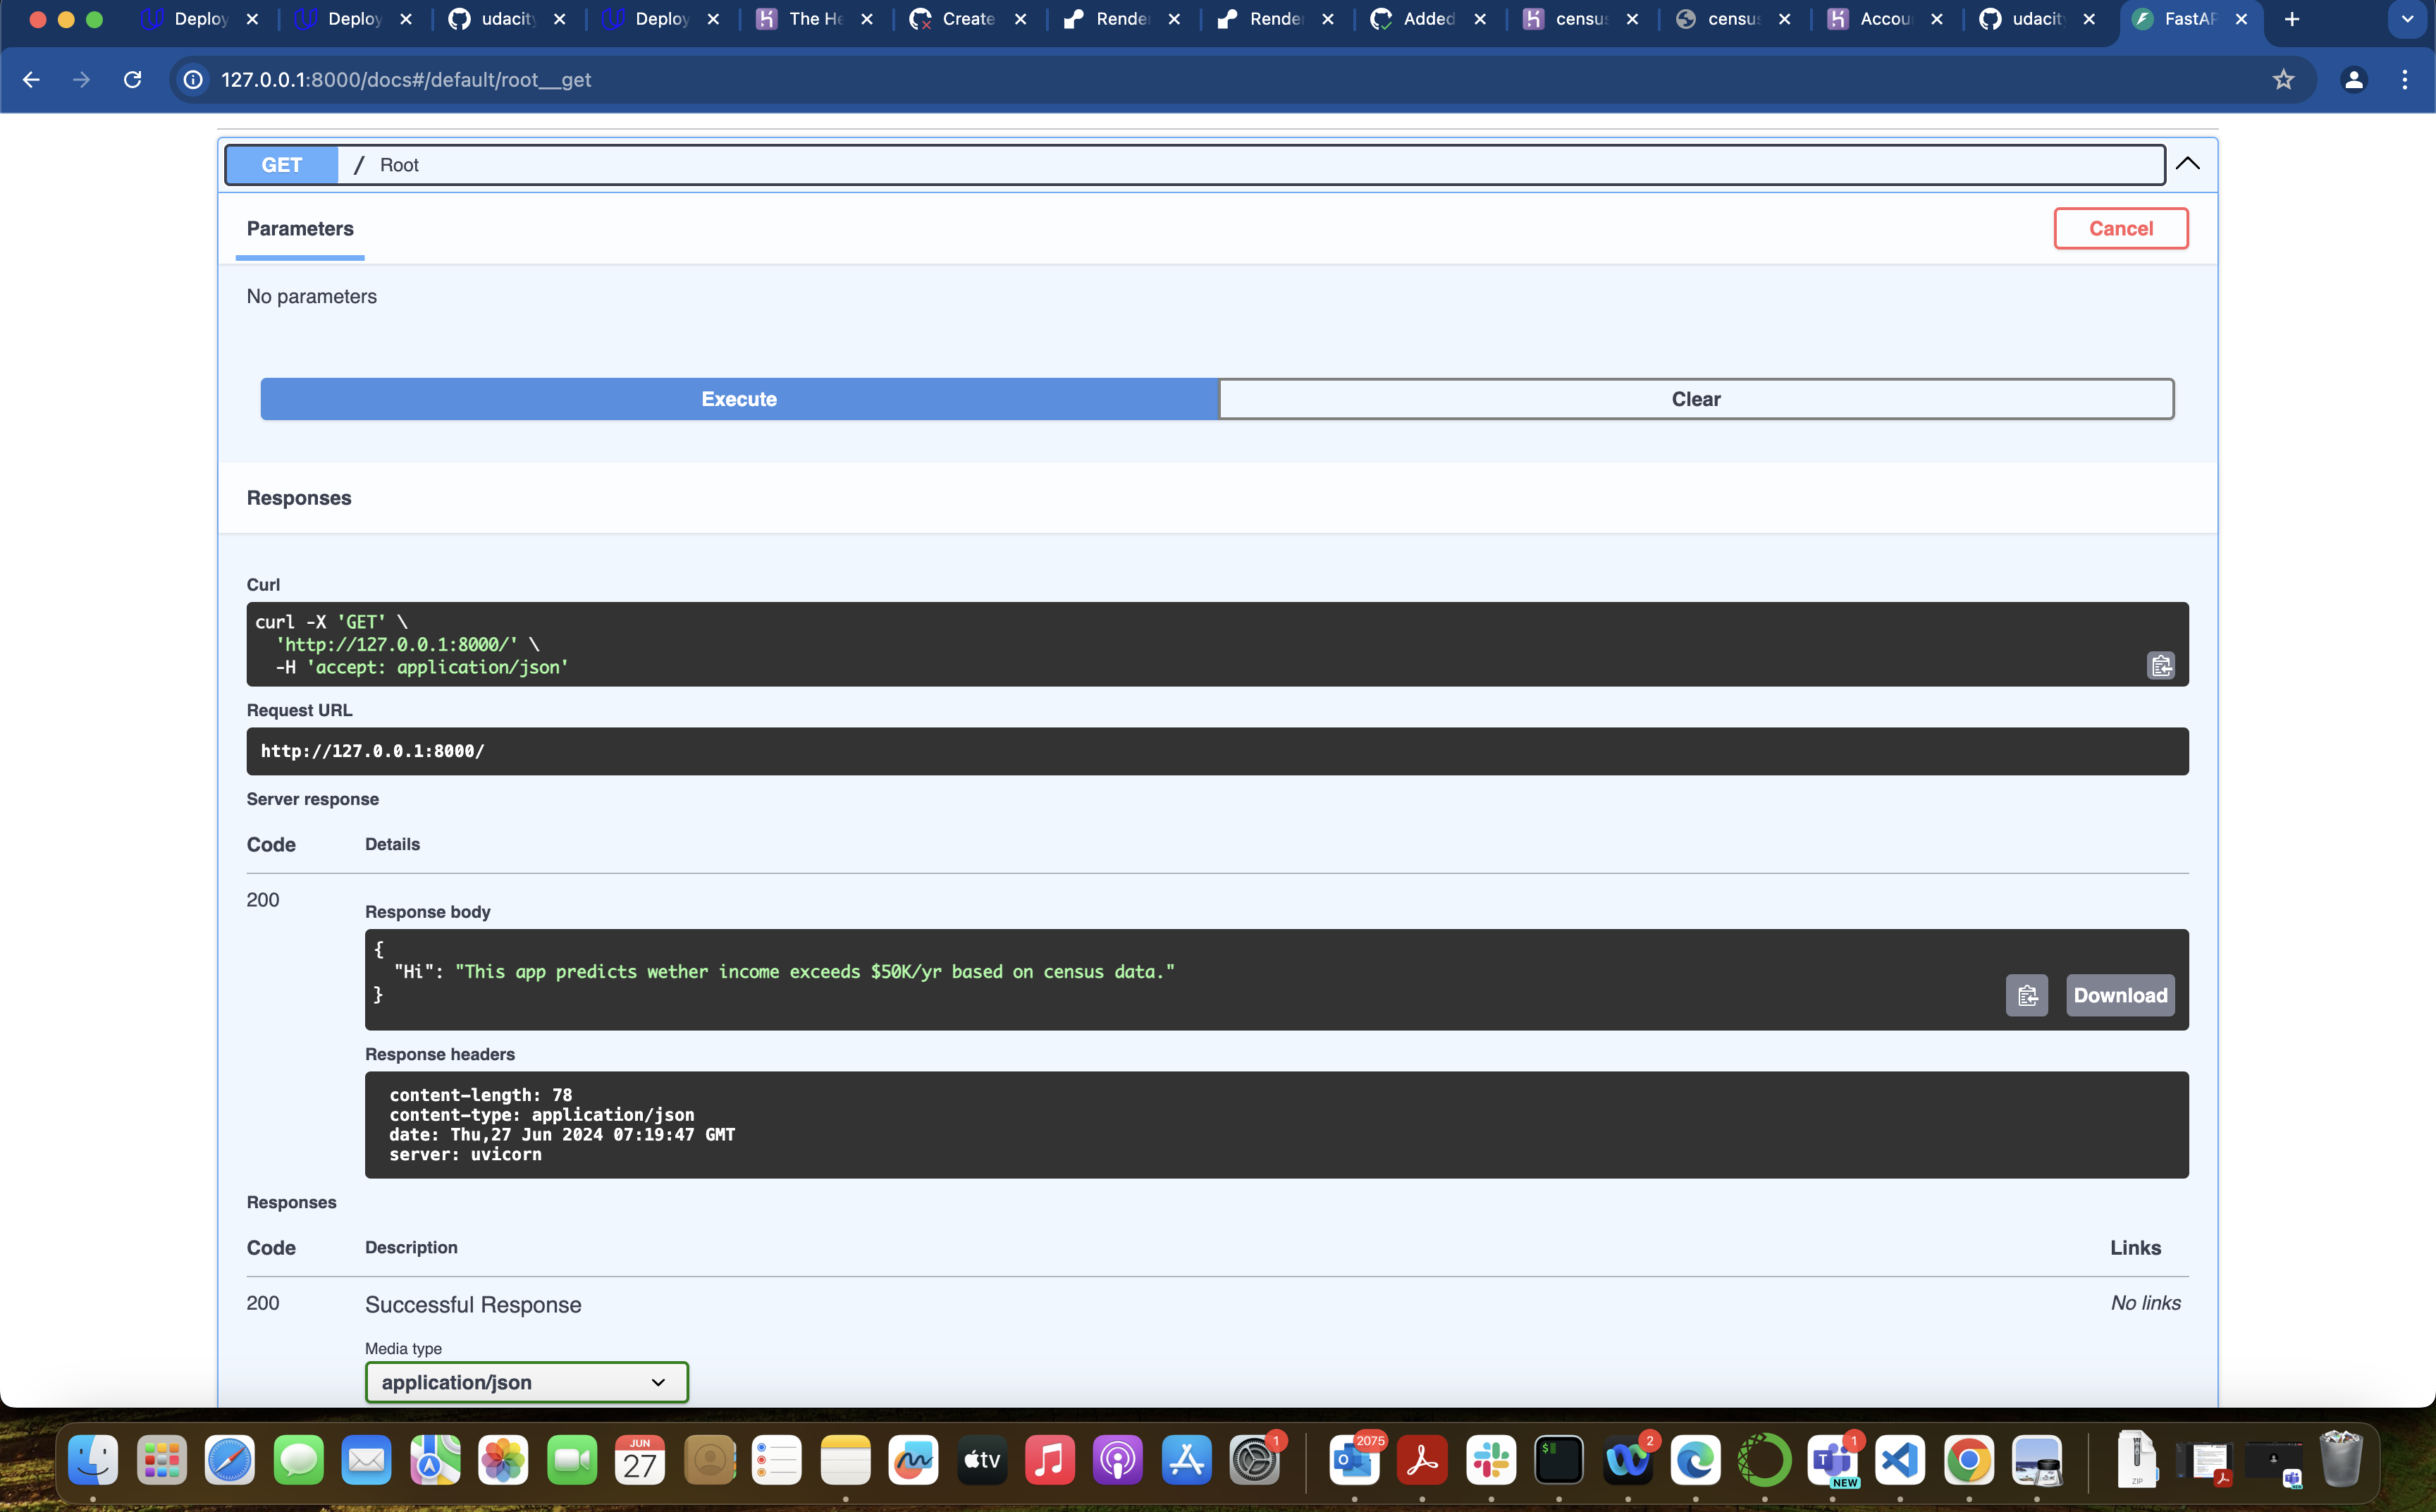 Deploy
Deploy
udacity
Deploy
The He
Create
Render
Render
Added
census
census
Accou
udacity
FastAP
127.0.0.1:8000/docs#/default/root__get
GET / Root
Parameters
Cancel
No parameters
Execute
Clear
Responses
Curl
curl -X 'GET' \
'http://127.0.0.1:8000/' \
-H 'accept: application/json'
Request URL
http://127.0.0.1:8000/
Server response
Code Details
200
Response body
{
"Hi": "This app predicts wether income exceeds $50K/yr based on census data."
}
Download
Response headers
content-length: 78
content-type: application/json
date: Thu,27 Jun 2024 07:19:47 GMT
server: uvicorn
Responses
Code Description Links
200 Successful Response No links
Media type
application/json
JUN
27
tv
1
2075
$
2
1
NEW
ZIP